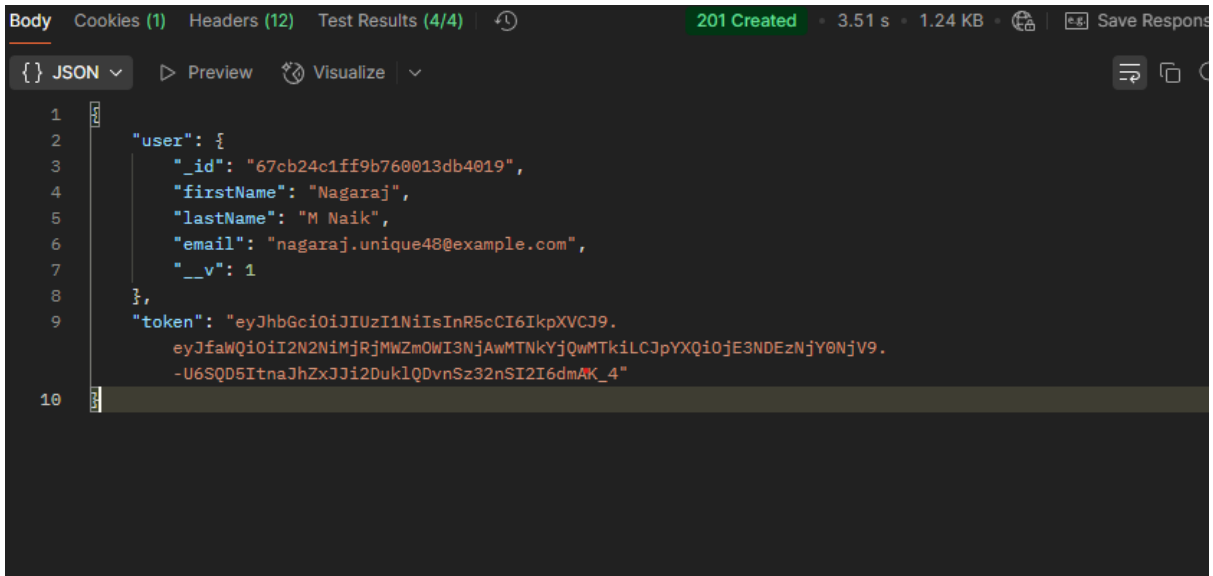 Body Cookies (1) Headers (12) Test Results (4/4) 201 Created • 3.51 s • 1.24 KB • e.g. Save Respons
{} JSON Preview Visualize
1 {
2 "user": {
3 "_id": "67cb24c1ff9b760013db4019",
4 "firstName": "Nagaraj",
5 "lastName": "M Naik",
6 "email": "nagaraj.unique48@example.com",
7 "__v": 1
8 },
9 "token": "eyJhbGciOiJIUzI1NiIsInR5cCI6IkpXVCJ9.
eyJfaWQiOiI2N2NiMjRjMWZmOWI3NjAwMTNkYjQwMTkiLCJpYXQiOjE3NDEzNjY0NjV9.
-U6SQD5ItnaJhZxJJi2DuklQDvnSz32nSI2I6dmAK_4"
10 }